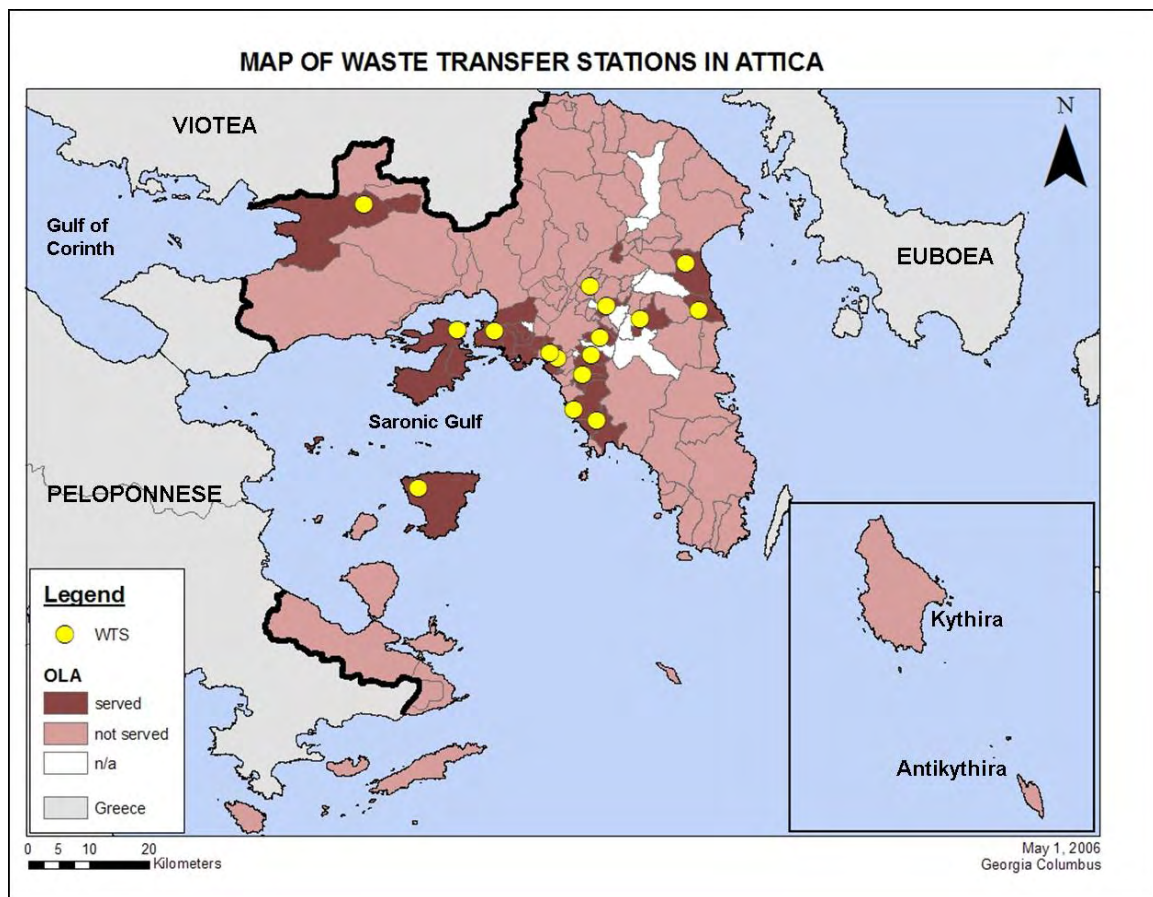 MAP OF WASTE TRANSFER STATIONS IN ATTICA
N
VIOTEA
Gulf of
Corinth
EUBOEA
Saronic Gulf
PELOPONNESE
Legend
WTS
OLA
served
not served
n/a
Greece
Kythira
Antikythira
0 5 10 20
Kilometers
May 1, 2006
Georgia Columbus